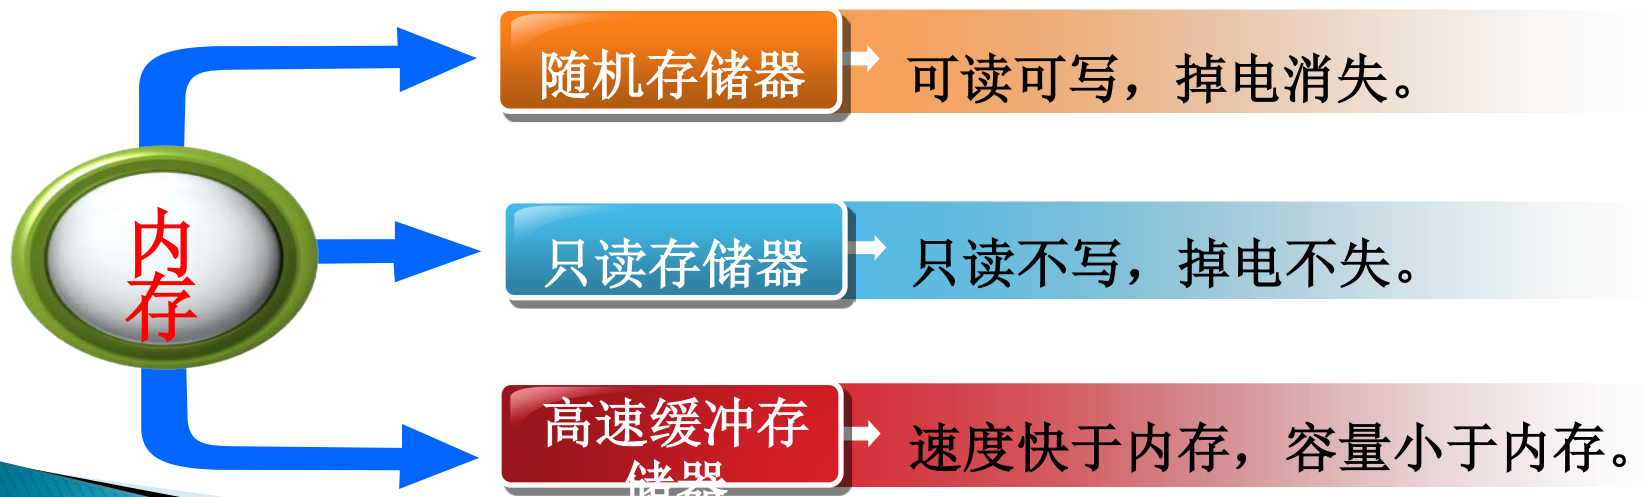 随机存储器
可读可写，掉电消失。
内
存
只读存储器
只读不写，掉电不失。
高速缓冲存
储器
速度快于内存，容量小于内存。